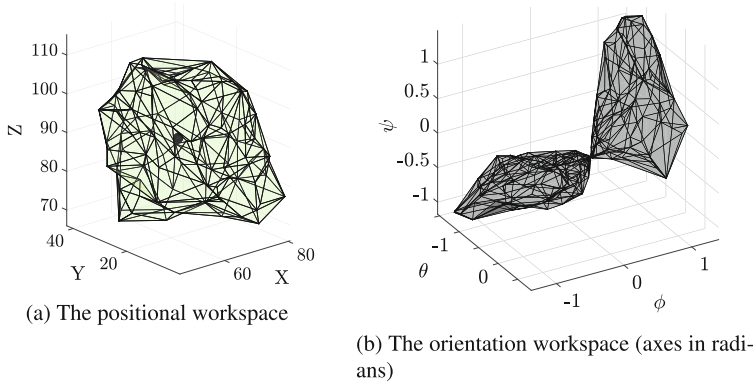 110
100
90
80
70
Z
40
20
Y
60
80
X
(a) The positional workspace
1
0.5
0
-0.5
-1
ψ
-1
0
θ
-1
0
1
ϕ
(b) The orientation workspace (axes in radi-
ans)